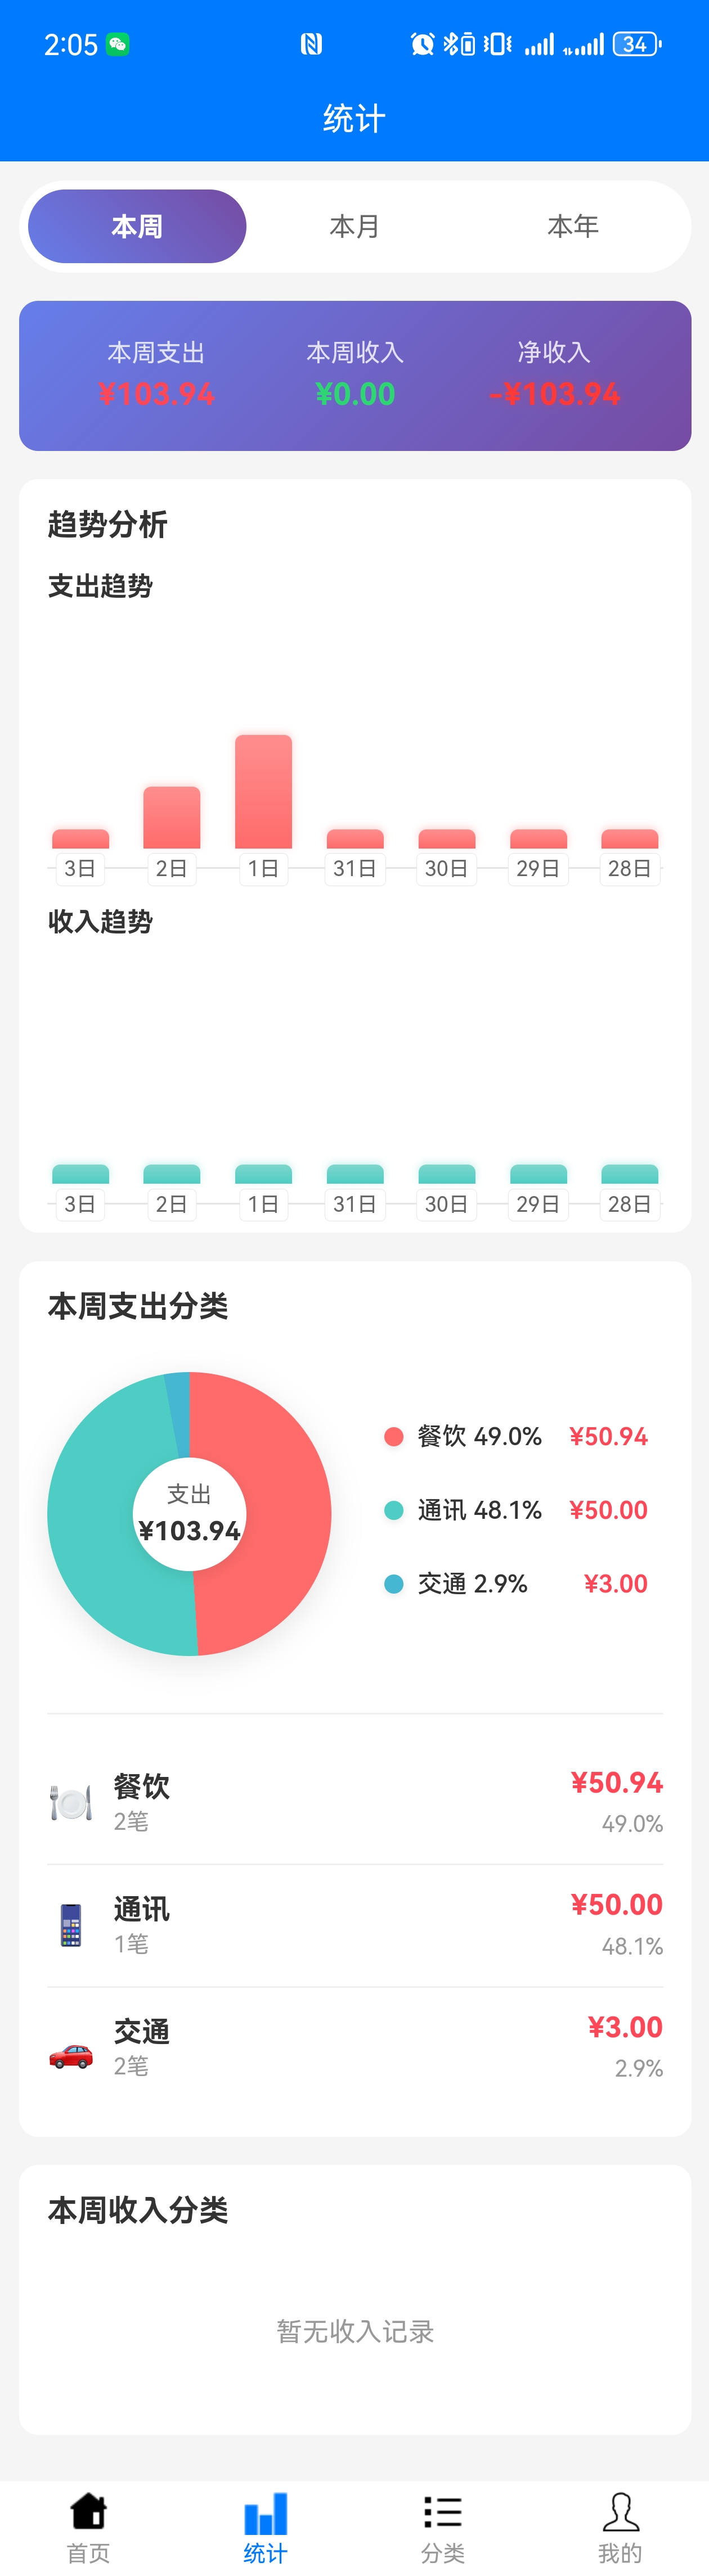 2:05 34
统计
本周 本月 本年
本周支出 本周收入 净收入
¥103.94 ¥0.00 -¥103.94
趋势分析
支出趋势
3日 2日 1日 31日 30日 29日 28日
收入趋势
3日 2日 1日 31日 30日 29日 28日
本周支出分类
支出
¥103.94
餐饮 49.0% ¥50.94
通讯 48.1% ¥50.00
交通 2.9% ¥3.00
餐饮 ¥50.94
2笔 49.0%
通讯 ¥50.00
1笔 48.1%
交通 ¥3.00
2笔 2.9%
本周收入分类
暂无收入记录
首页 统计 分类 我的